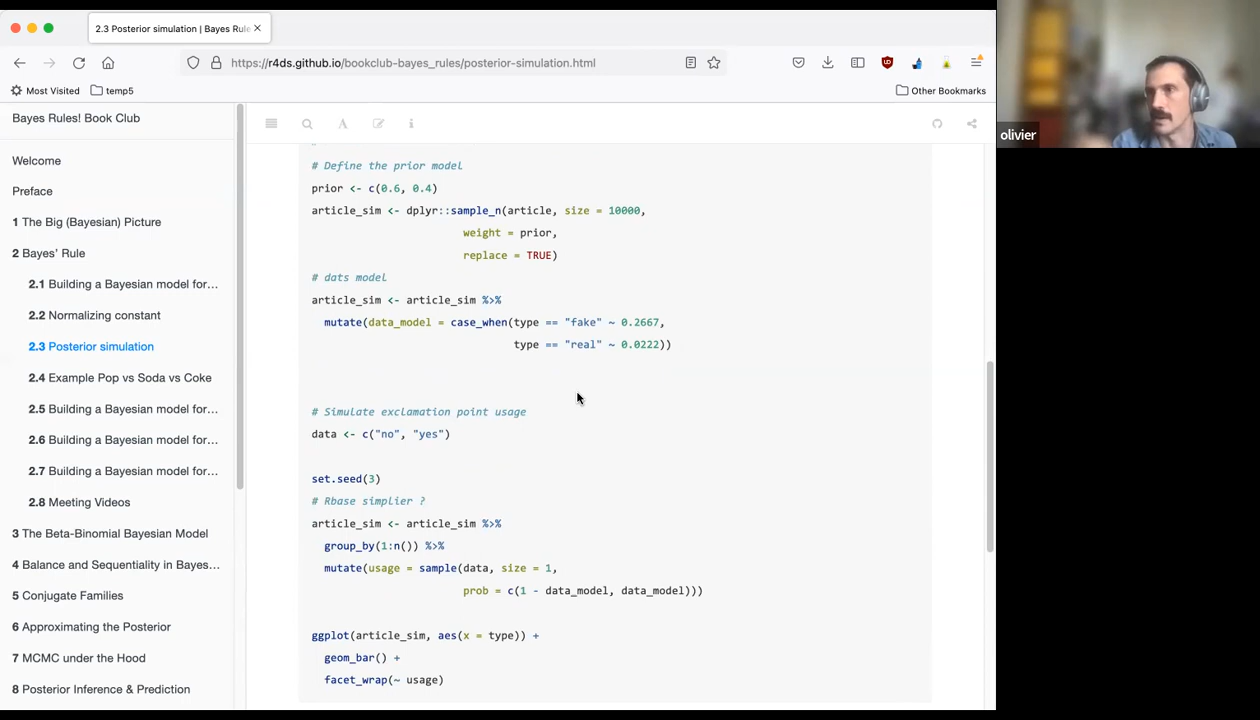 2.3 Posterior simulation | Bayes Rule
https://r4ds.github.io/bookclub-bayes_rules/posterior-simulation.html
Most Visited
temp5
Other Bookmarks
olivier
Bayes Rules! Book Club
Welcome
Preface
1 The Big (Bayesian) Picture
2 Bayes' Rule
2.1 Building a Bayesian model for...
2.2 Normalizing constant
2.3 Posterior simulation
2.4 Example Pop vs Soda vs Coke
2.5 Building a Bayesian model for...
2.6 Building a Bayesian model for...
2.7 Building a Bayesian model for...
2.8 Meeting Videos
3 The Beta-Binomial Bayesian Model
4 Balance and Sequentiality in Bayes...
5 Conjugate Families
6 Approximating the Posterior
7 MCMC under the Hood
8 Posterior Inference & Prediction
# Define the prior model
prior <- c(0.6, 0.4)
article_sim <- dplyr::sample_n(article, size = 10000,
weight = prior,
replace = TRUE)
# dats model
article_sim <- article_sim %>%
mutate(data_model = case_when(type == "fake" ~ 0.2667,
type == "real" ~ 0.0222))
# Simulate exclamation point usage
data <- c("no", "yes")
set.seed(3)
# Rbase simplier ?
article_sim <- article_sim %>%
group_by(1:n()) %>%
mutate(usage = sample(data, size = 1,
prob = c(1 - data_model, data_model)))
ggplot(article_sim, aes(x = type)) +
geom_bar() +
facet_wrap(~ usage)